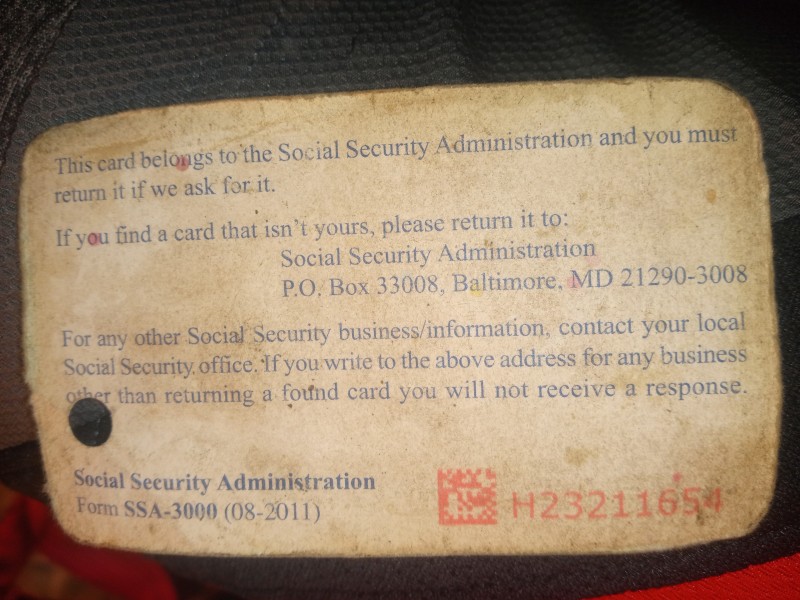 This card belongs to the Social Security Administration and you must
return it if we ask for it.
If you find a card that isn't yours, please return it to:
Social Security Administration
P.O. Box 33008, Baltimore, MD 21290-3008
For any other Social Security business/information, contact your local
Social Security office. If you write to the above address for any business
other than returning a found card you will not receive a response.
Social Security Administration
Form SSA-3000 (08-2011)
H23211654